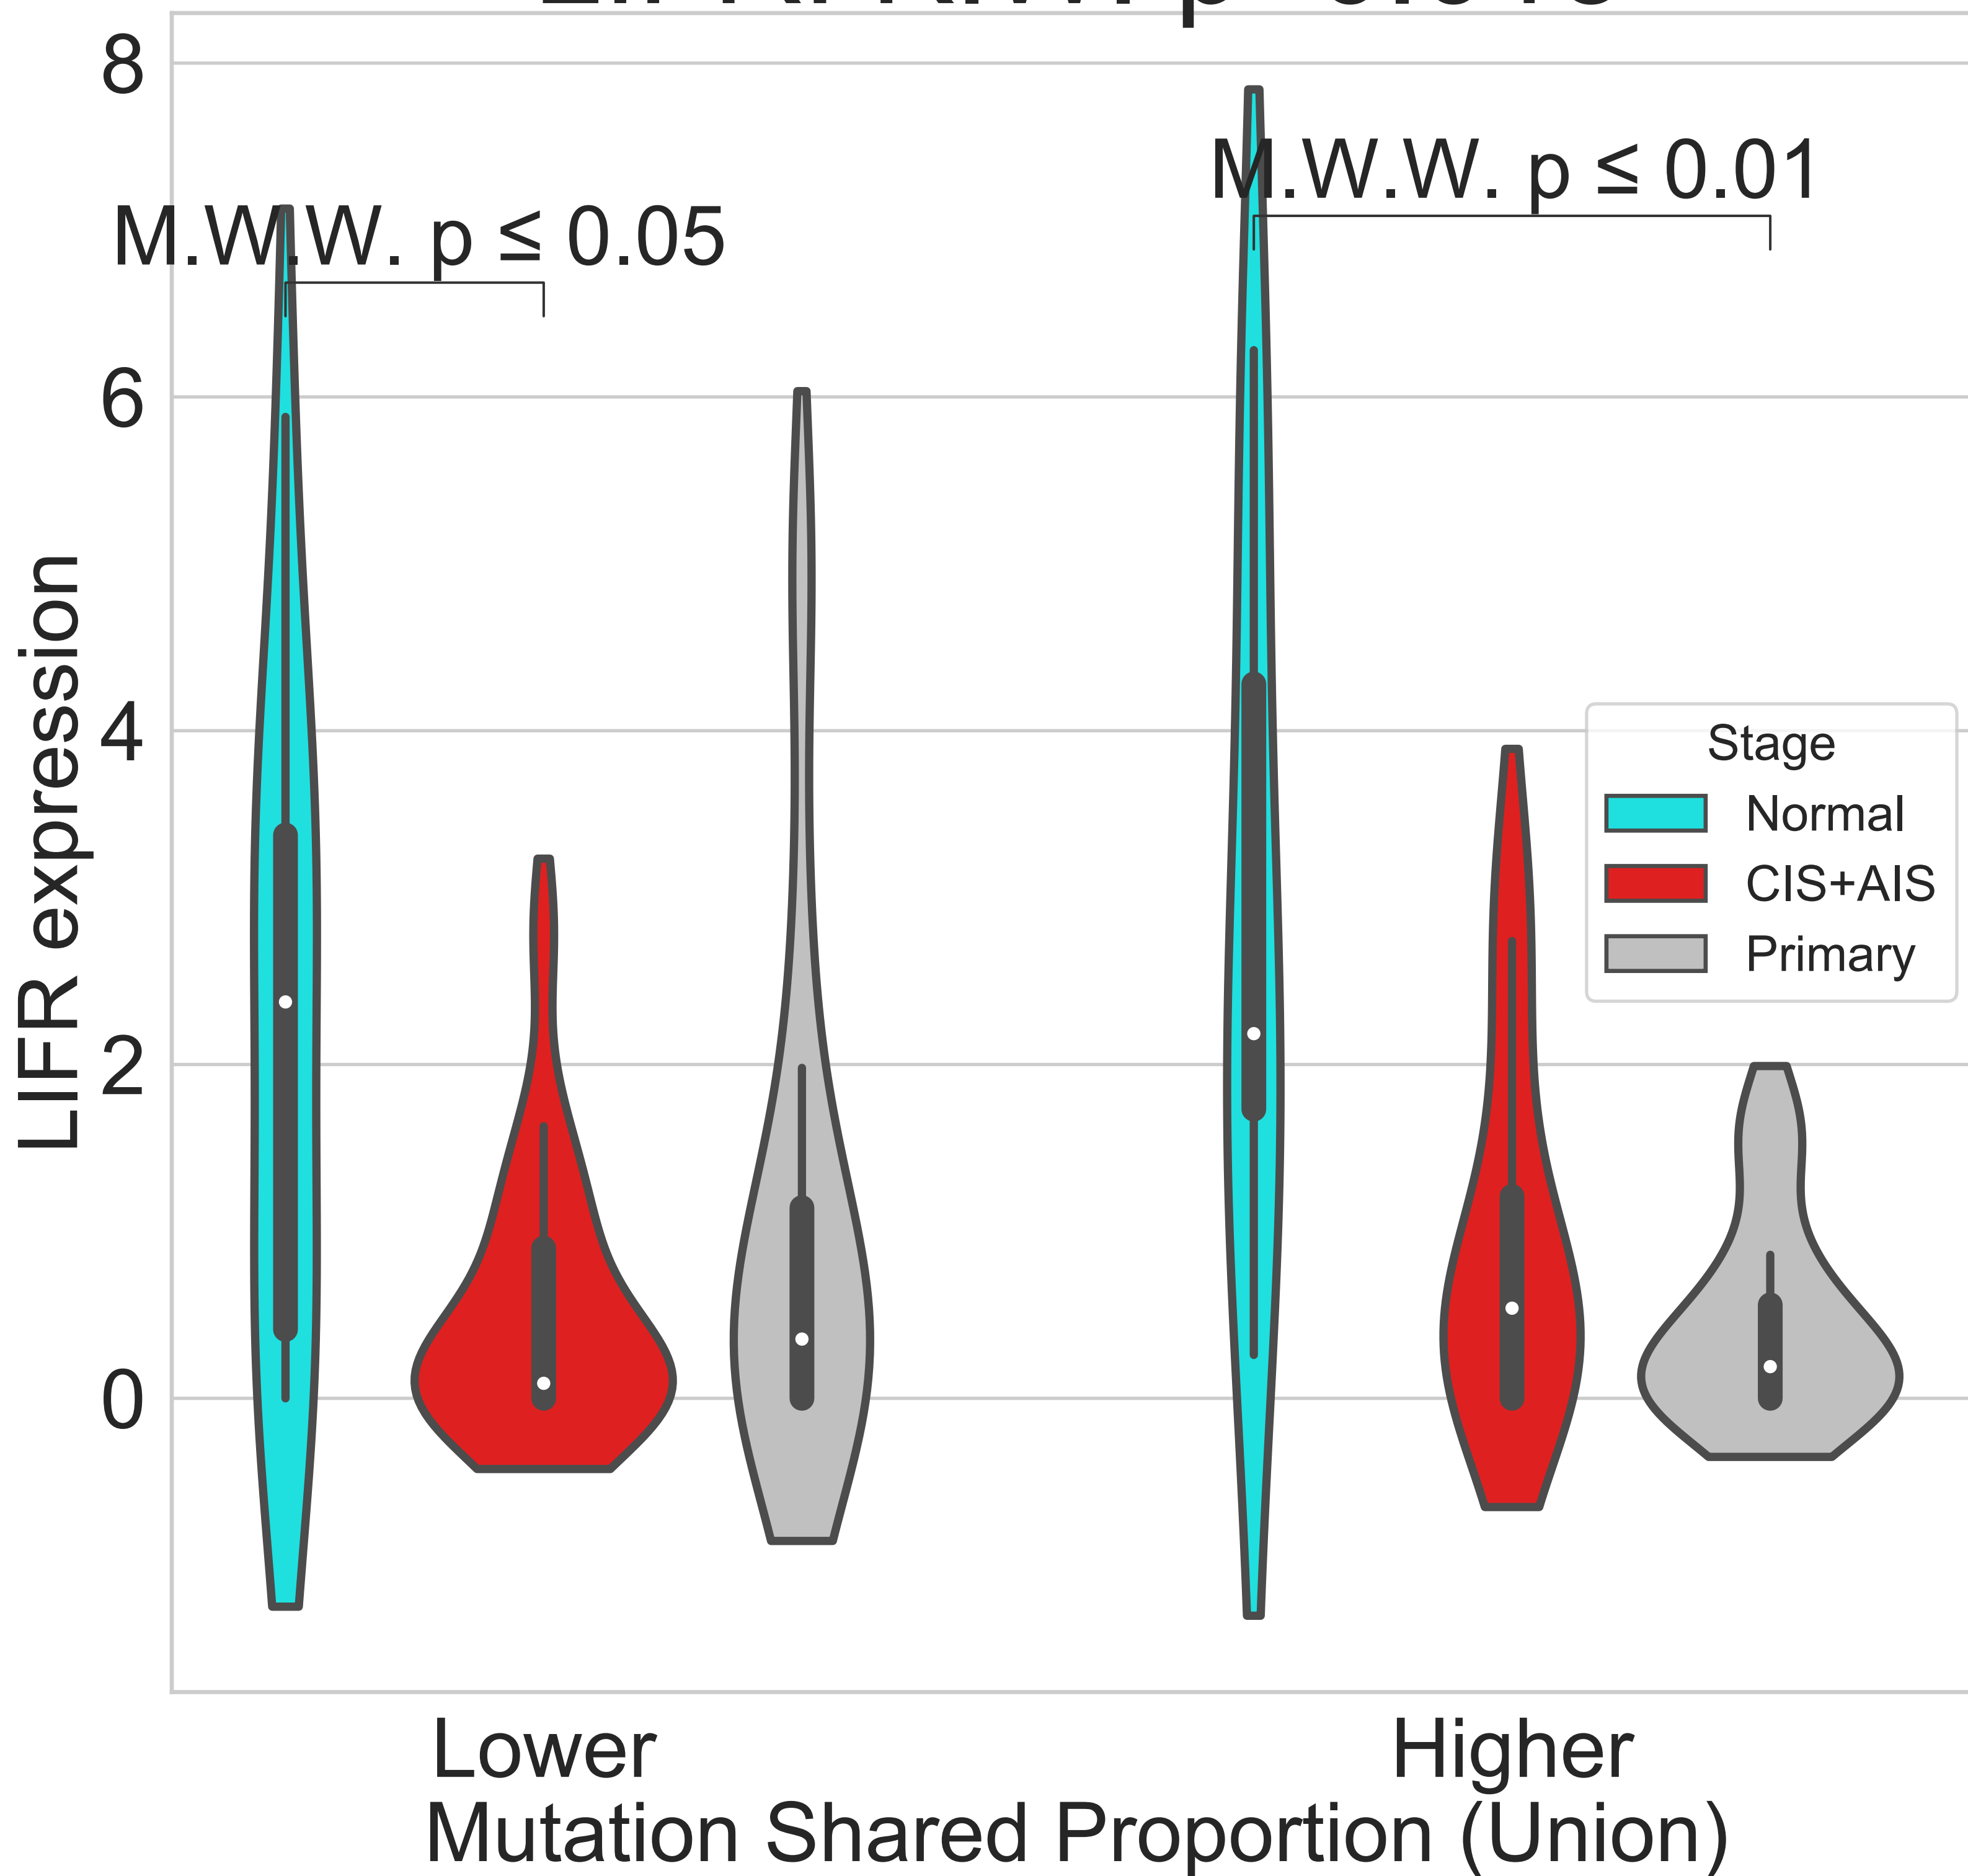 8
M.W.W. p ≤ 0.01
M.W.W. p ≤ 0.05
6
4
2
0
LIFR expression
Stage
Normal
CIS+AIS
Primary
Lower
Higher
Mutation Shared Proportion (Union)